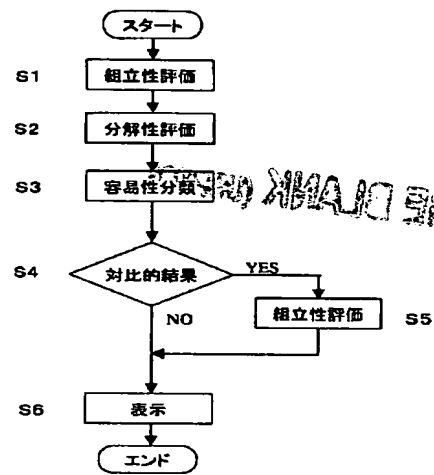 スタート
S1 組立性評価
S2 分解性評価
S3 容易性分類
S4 対比的結果 YES
NO 組立性評価 S5
S6 表示
エンド